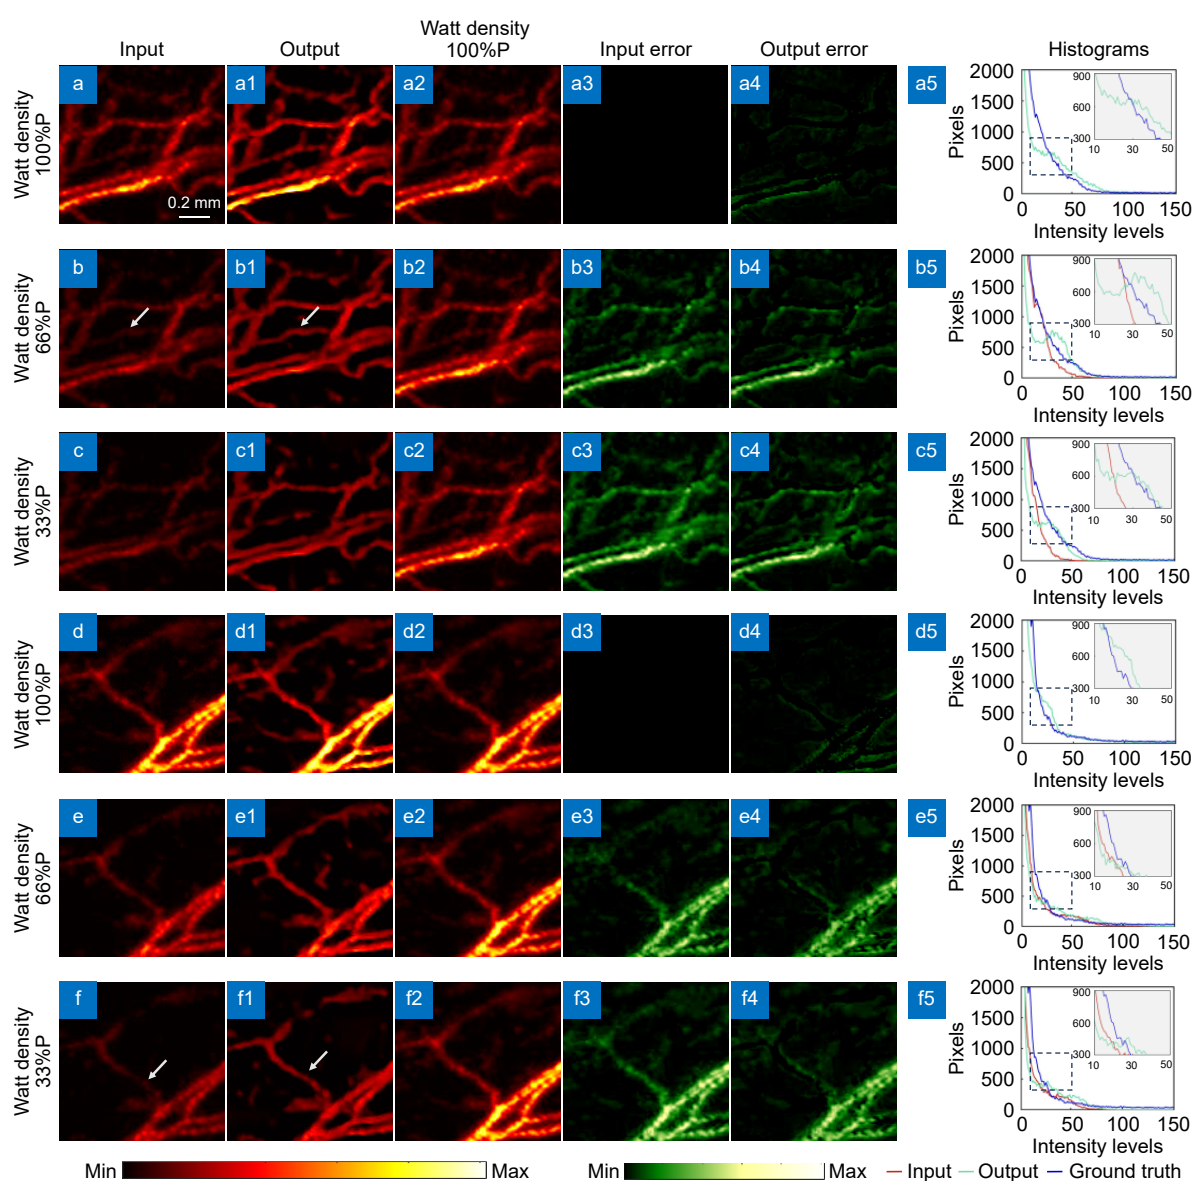 Input
Output
Watt density
100%P
Input error
Output error
Histograms
Watt density
100%P
a
a1
a2
a3
a4
a5
0.2 mm
2000
1500
1000
500
0
Pixels
900
600
300
10 30 50
0 50 100 150
Intensity levels
Watt density
66%P
b
b1
b2
b3
b4
b5
2000
1500
1000
500
0
Pixels
900
600
300
10 30 50
0 50 100 150
Intensity levels
Watt density
33%P
c
c1
c2
c3
c4
c5
2000
1500
1000
500
0
Pixels
900
600
300
10 30 50
0 50 100 150
Intensity levels
Watt density
100%P
d
d1
d2
d3
d4
d5
2000
1500
1000
500
0
Pixels
900
600
300
10 30 50
0 50 100 150
Intensity levels
Watt density
66%P
e
e1
e2
e3
e4
e5
2000
1500
1000
500
0
Pixels
900
600
300
10 30 50
0 50 100 150
Intensity levels
Watt density
33%P
f
f1
f2
f3
f4
f5
2000
1500
1000
500
0
Pixels
900
600
300
10 30 50
0 50 100 150
Intensity levels
Min
Max
Min
Max
Input
Output
Ground truth